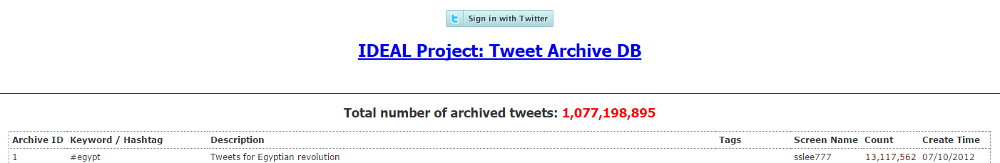 Sign in with Twitter
IDEAL Project: Tweet Archive DB
Total number of archived tweets: 1,077,198,895
Archive ID Keyword / Hashtag Description Tags Screen Name Count Create Time
1 #egypt Tweets for Egyptian revolution sslee777 13,117,562 07/10/2012